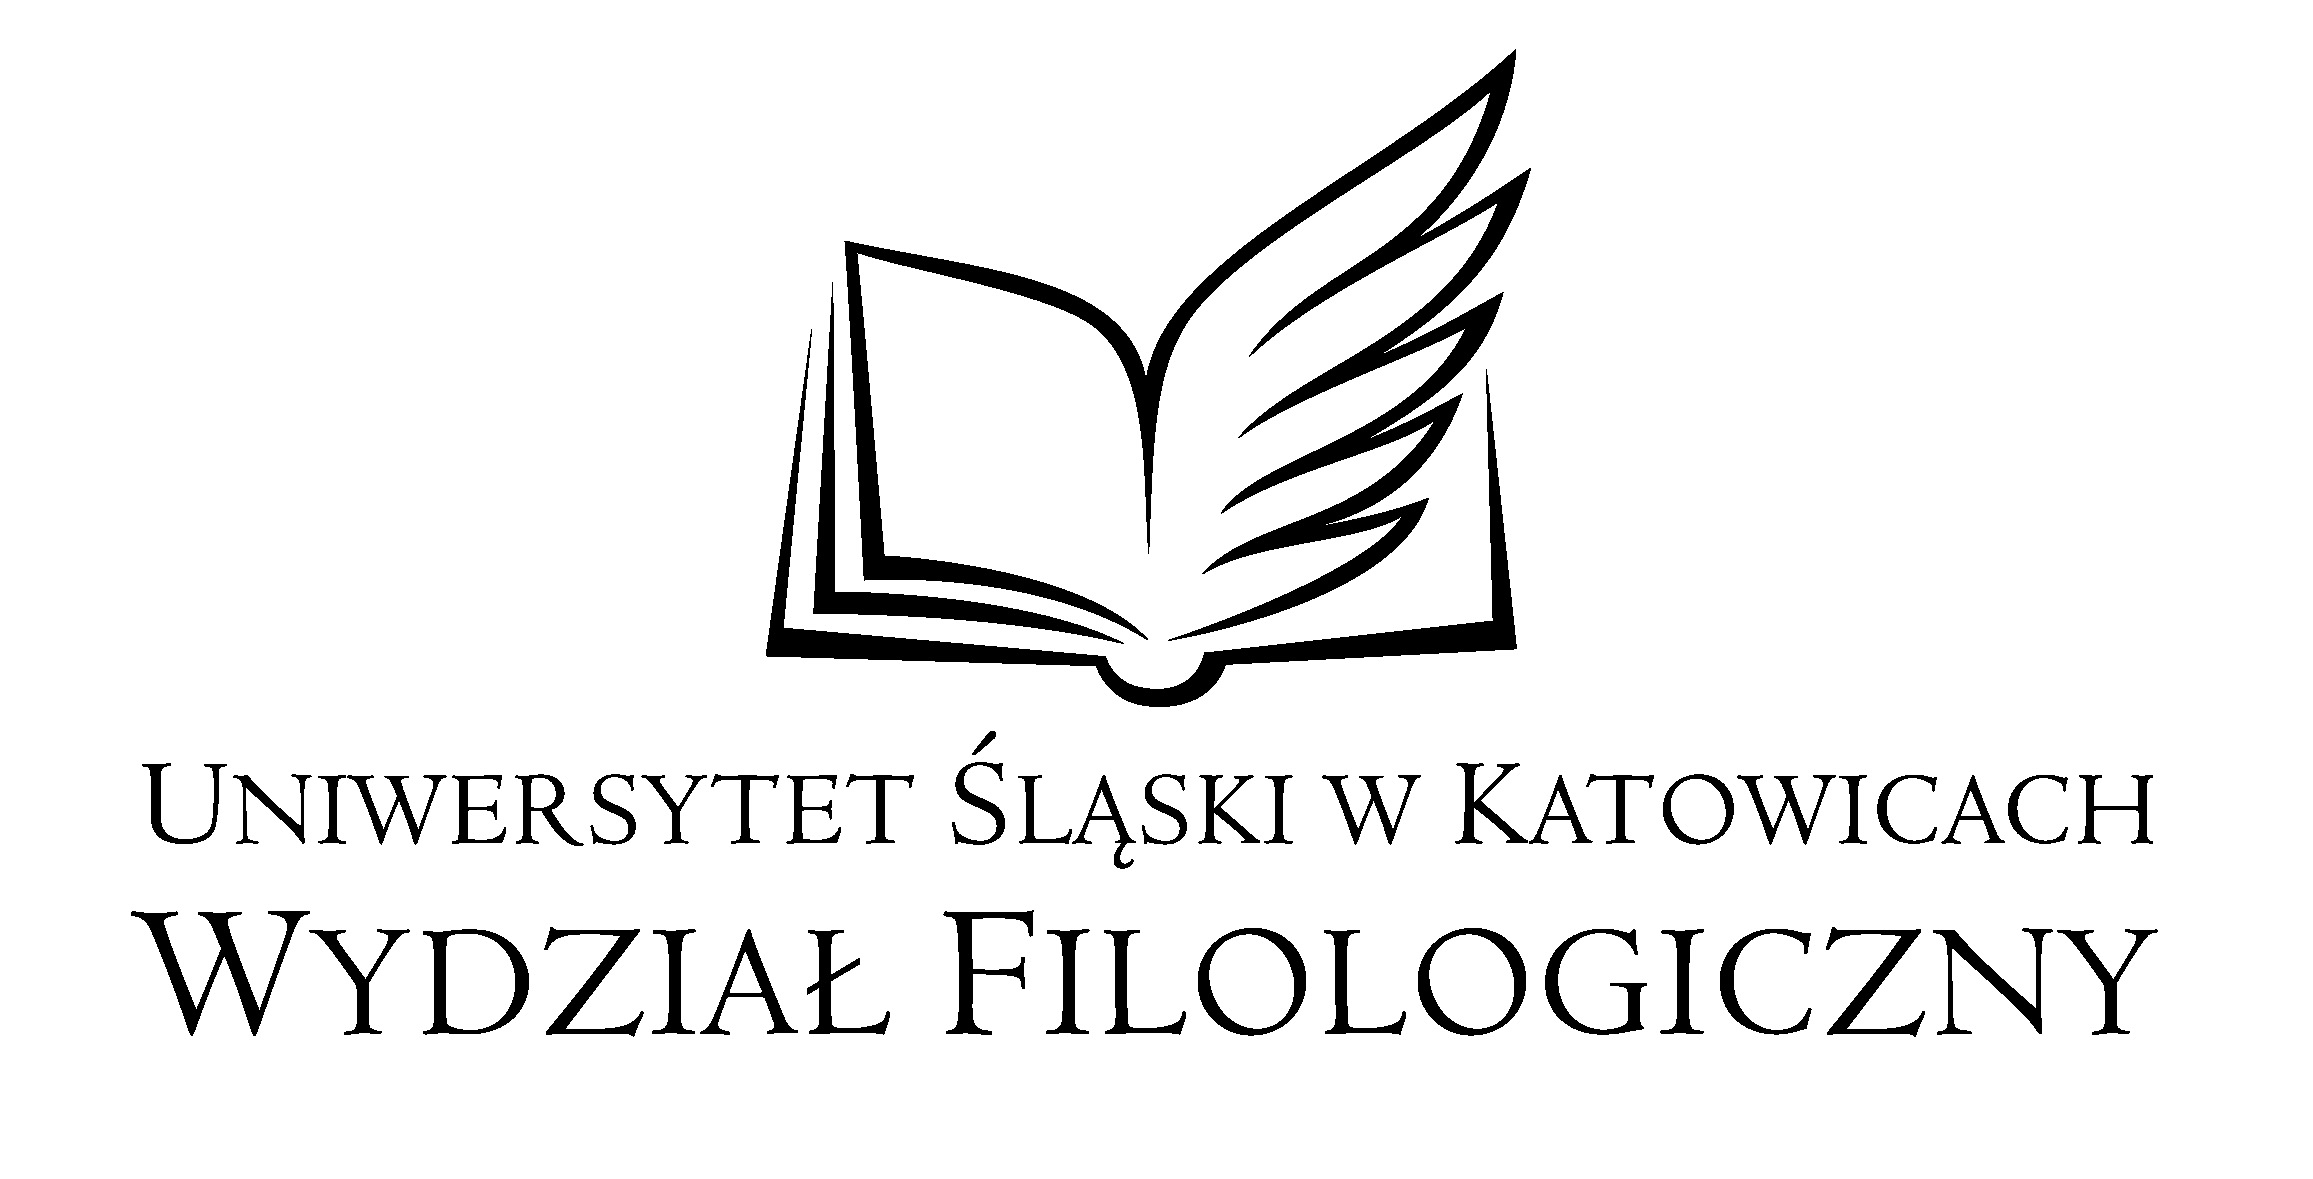 Uniwersytet Śląski w Katowicach
Wydział Filologiczny